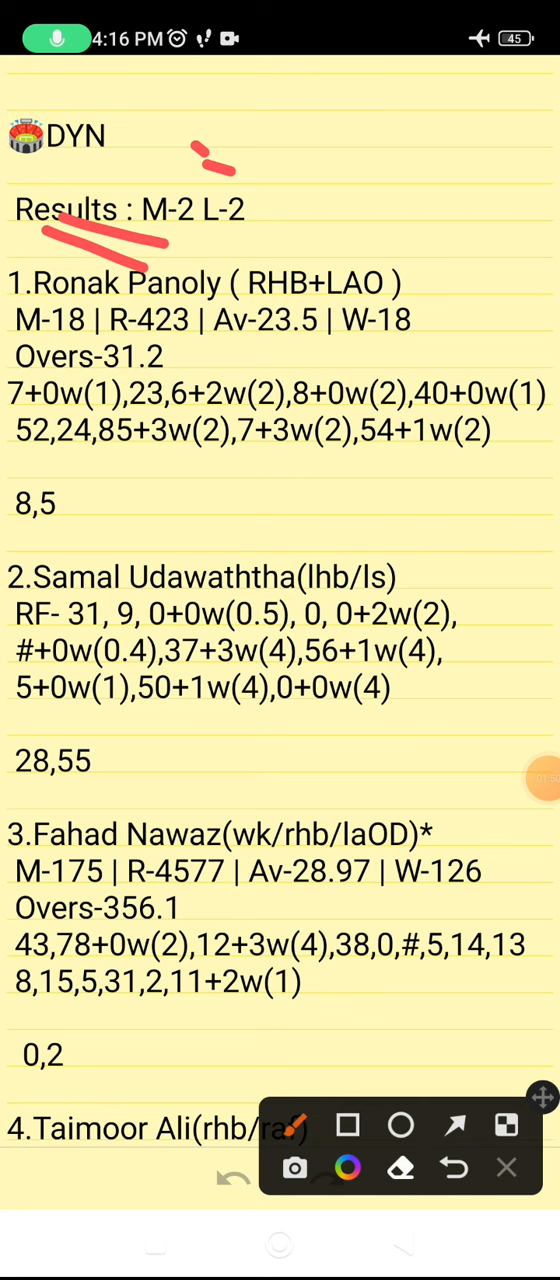 4:16 PM
45
DYN
Results : M-2 L-2
1.Ronak Panoly ( RHB+LAO )
M-18 | R-423 | Av-23.5 | W-18
Overs-31.2
7+0w(1),23,6+2w(2),8+0w(2),40+0w(1)
52,24,85+3w(2),7+3w(2),54+1w(2)
8,5
2.Samal Udawaththa(lhb/ls)
RF- 31, 9, 0+0w(0.5), 0, 0+2w(2),
#+0w(0.4),37+3w(4),56+1w(4),
5+0w(1),50+1w(4),0+0w(4)
28,55
01:50
3.Fahad Nawaz(wk/rhb/laOD)*
M-175 | R-4577 | Av-28.97 | W-126
Overs-356.1
43,78+0w(2),12+3w(4),38,0,#,5,14,13
8,15,5,31,2,11+2w(1)
0,2
4.Taimoor Ali(rhb/raf)